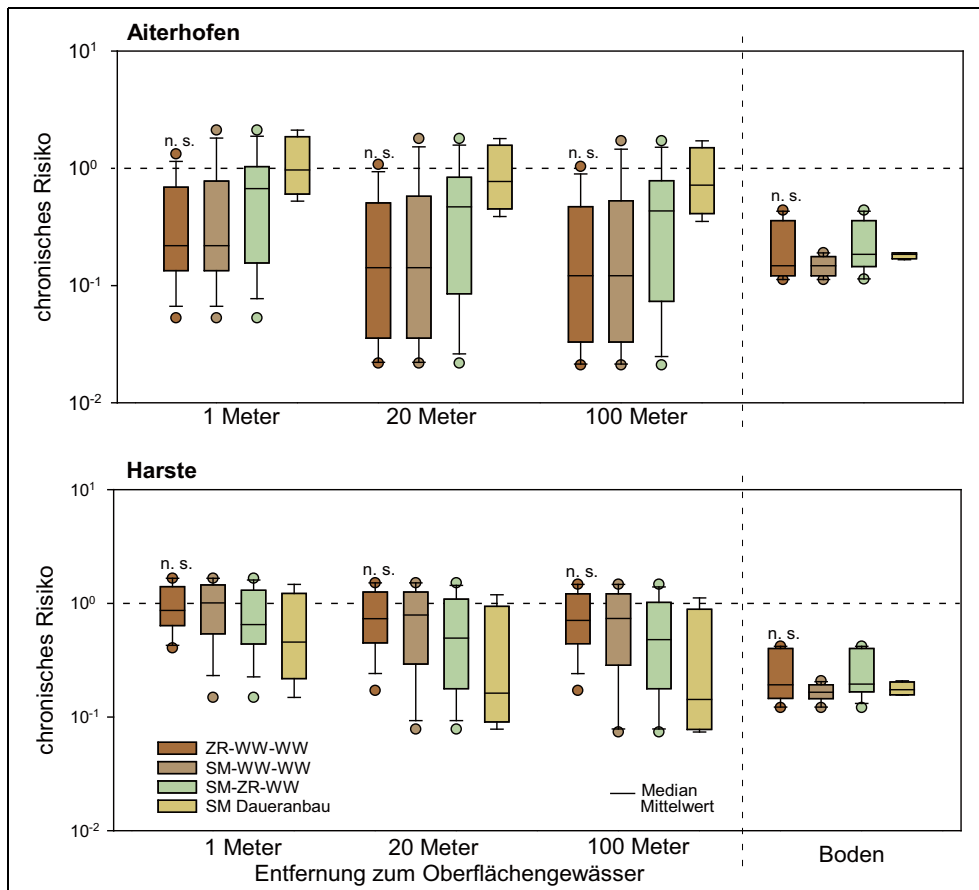 Aiterhofen
chronisches Risiko
10¹
10⁰
10⁻¹
10⁻²
n. s.
n. s.
n. s.
n. s.
1 Meter
20 Meter
100 Meter
Harste
chronisches Risiko
10¹
10⁰
10⁻¹
10⁻²
n. s.
n. s.
n. s.
n. s.
ZR-WW-WW
SM-WW-WW
SM-ZR-WW
SM Daueranbau
Median
Mittelwert
1 Meter
20 Meter
100 Meter
Boden
Entfernung zum Oberflächengewässer